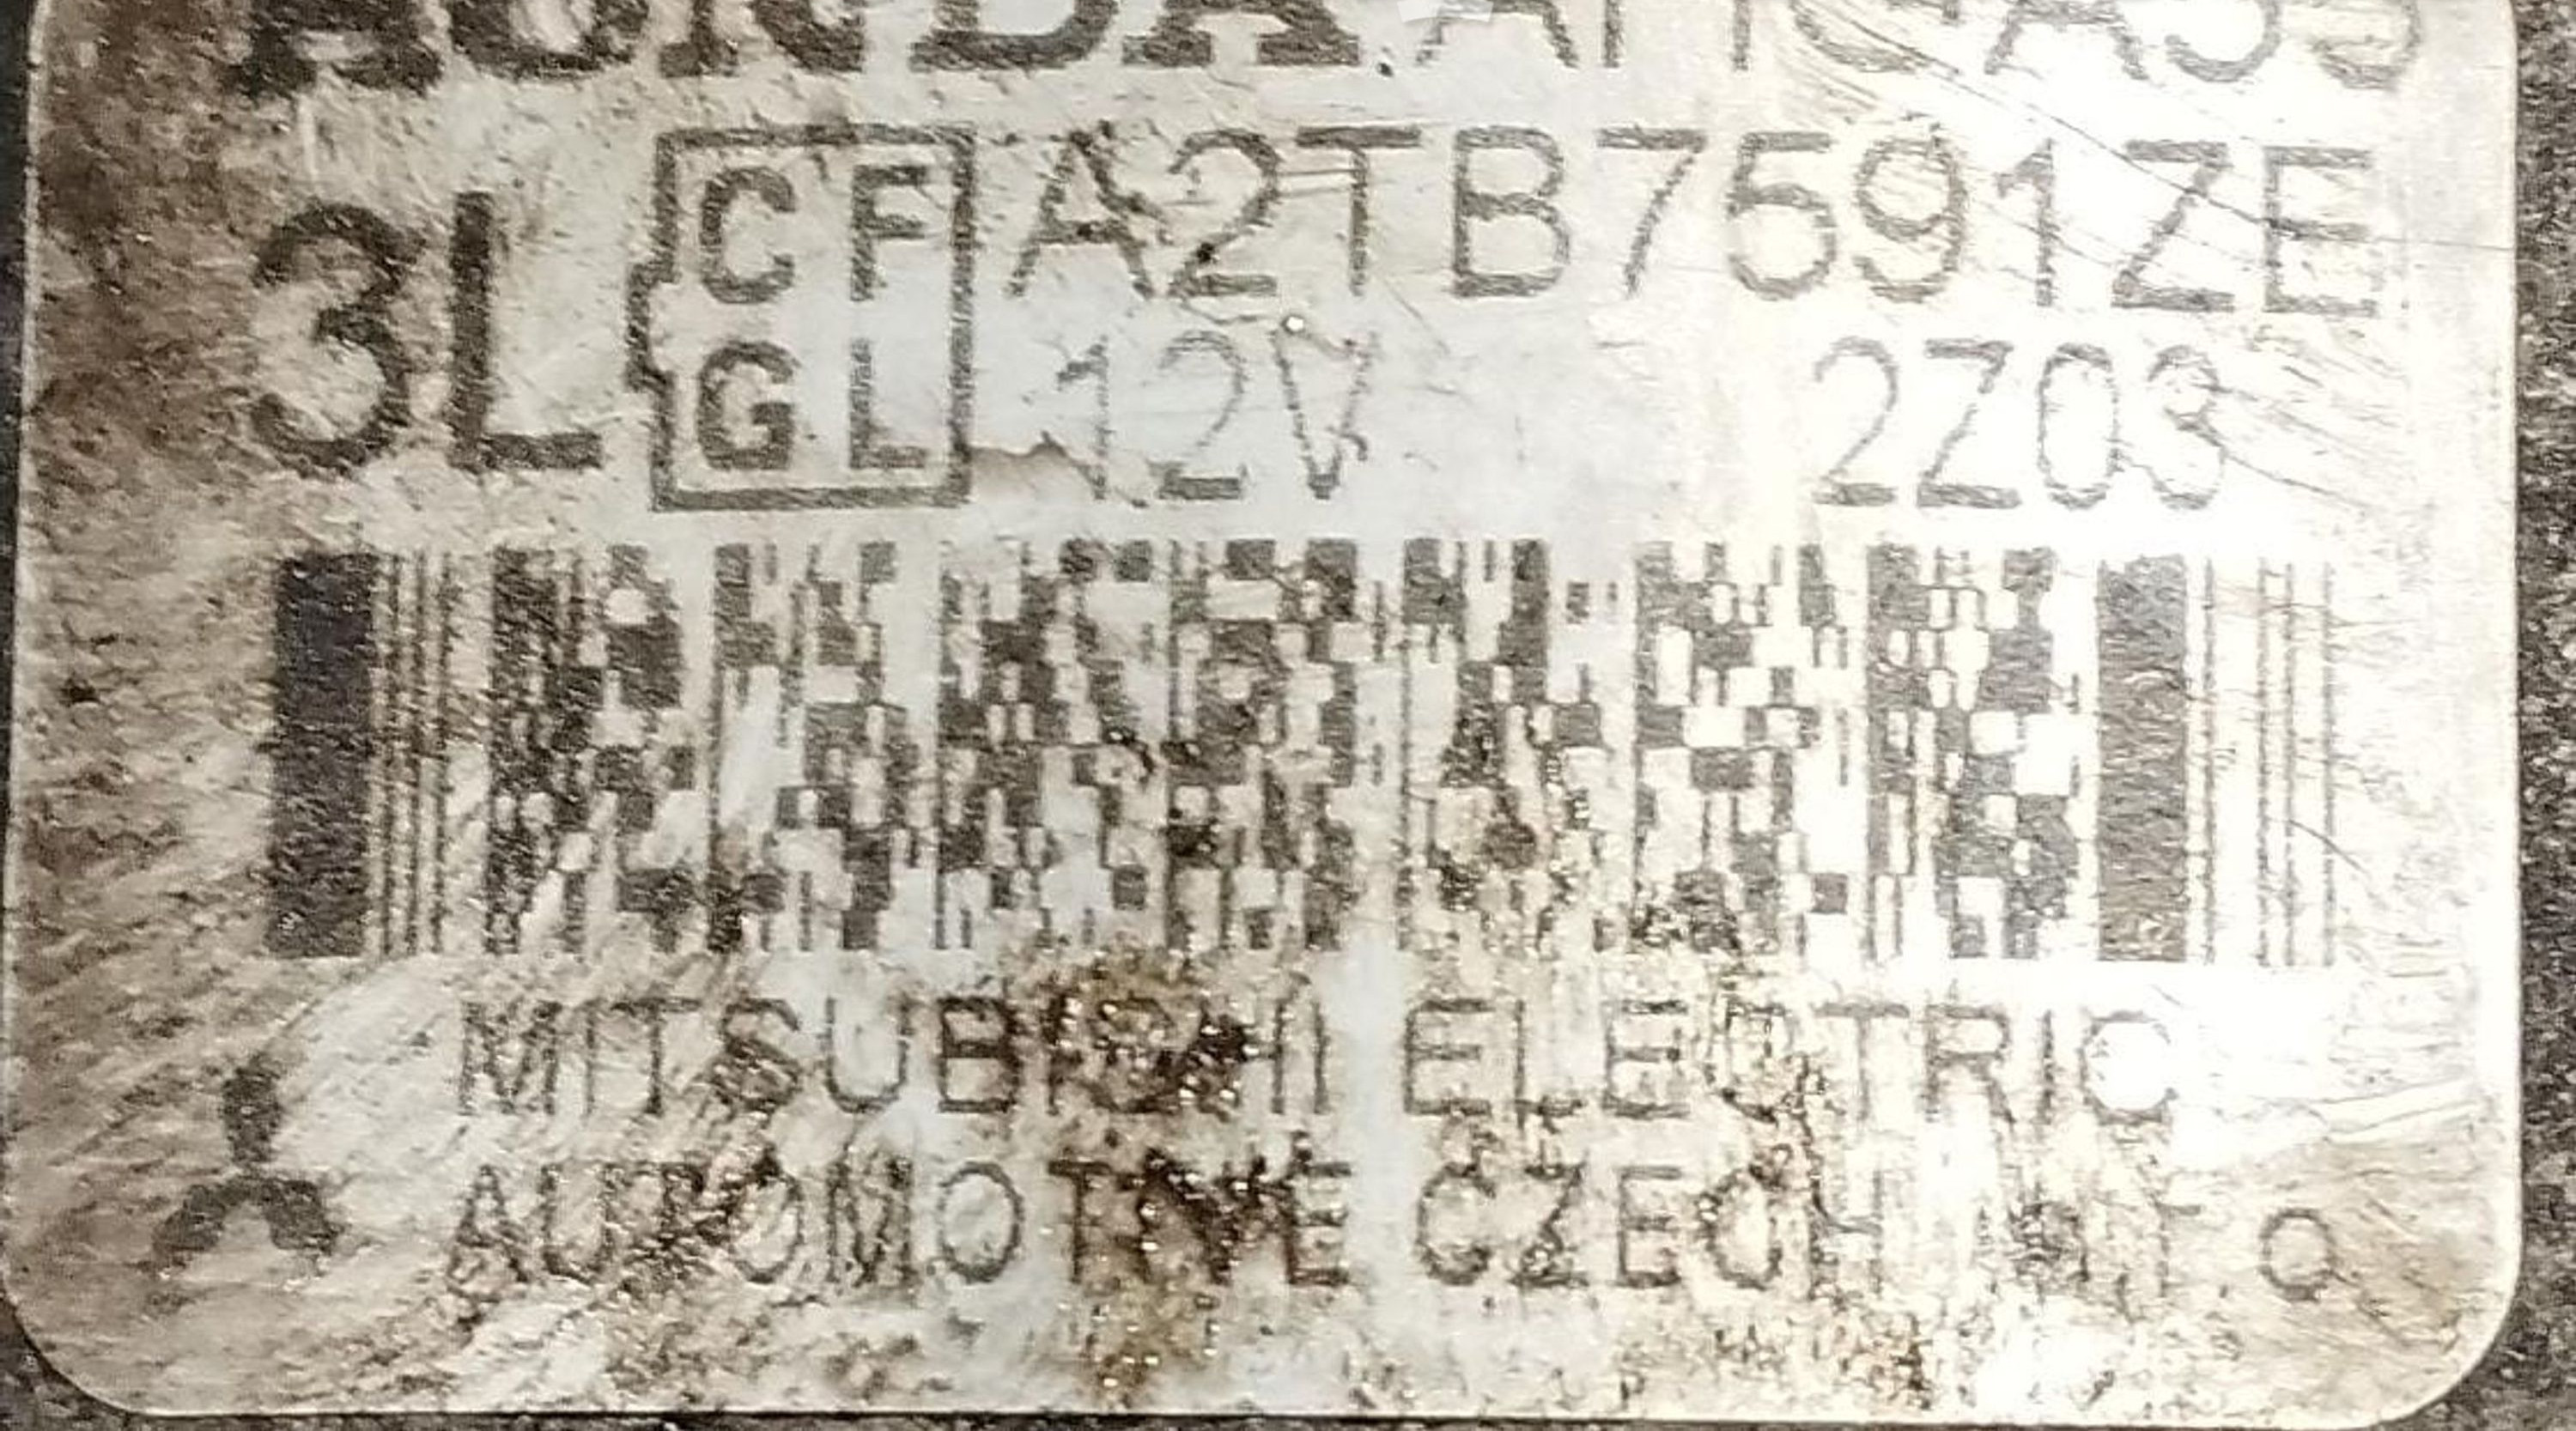 3L CF A2TB7591ZE
GL 12V 2Z03
MITSUBISHI ELECTRIC
AUTOMOTIVE CZECH s.r.o